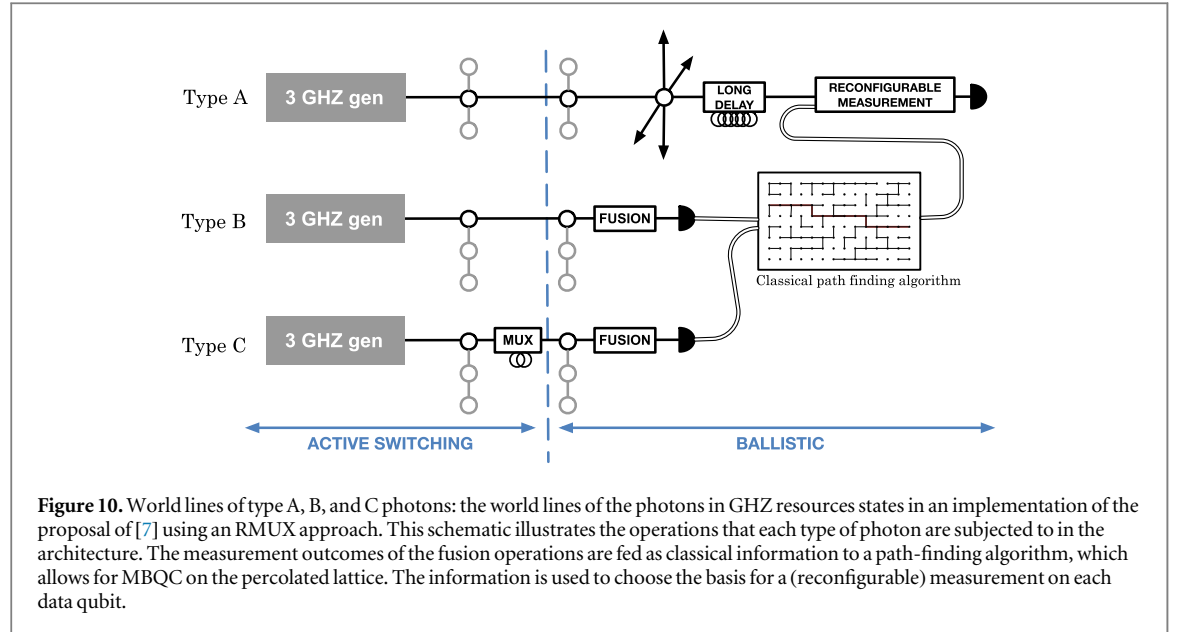 Type A
3 GHZ gen
LONG
DELAY
RECONFIGURABLE
MEASUREMENT
Type B
3 GHZ gen
FUSION
Classical path finding algorithm
Type C
3 GHZ gen
MUX
FUSION
ACTIVE SWITCHING
BALLISTIC
Figure 10. World lines of type A, B, and C photons: the world lines of the photons in GHZ resources states in an implementation of the
proposal of [7] using an RMUX approach. This schematic illustrates the operations that each type of photon are subjected to in the
architecture. The measurement outcomes of the fusion operations are fed as classical information to a path-finding algorithm, which
allows for MBQC on the percolated lattice. The information is used to choose the basis for a (reconfigurable) measurement on each
data qubit.